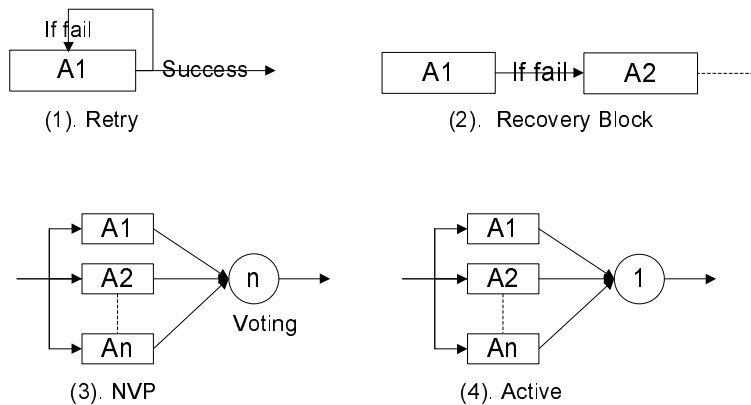 If fail
A1
Success
(1). Retry
A1
If fail
A2
(2). Recovery Block
A1
A2
An
n
Voting
(3). NVP
A1
A2
An
1
(4). Active